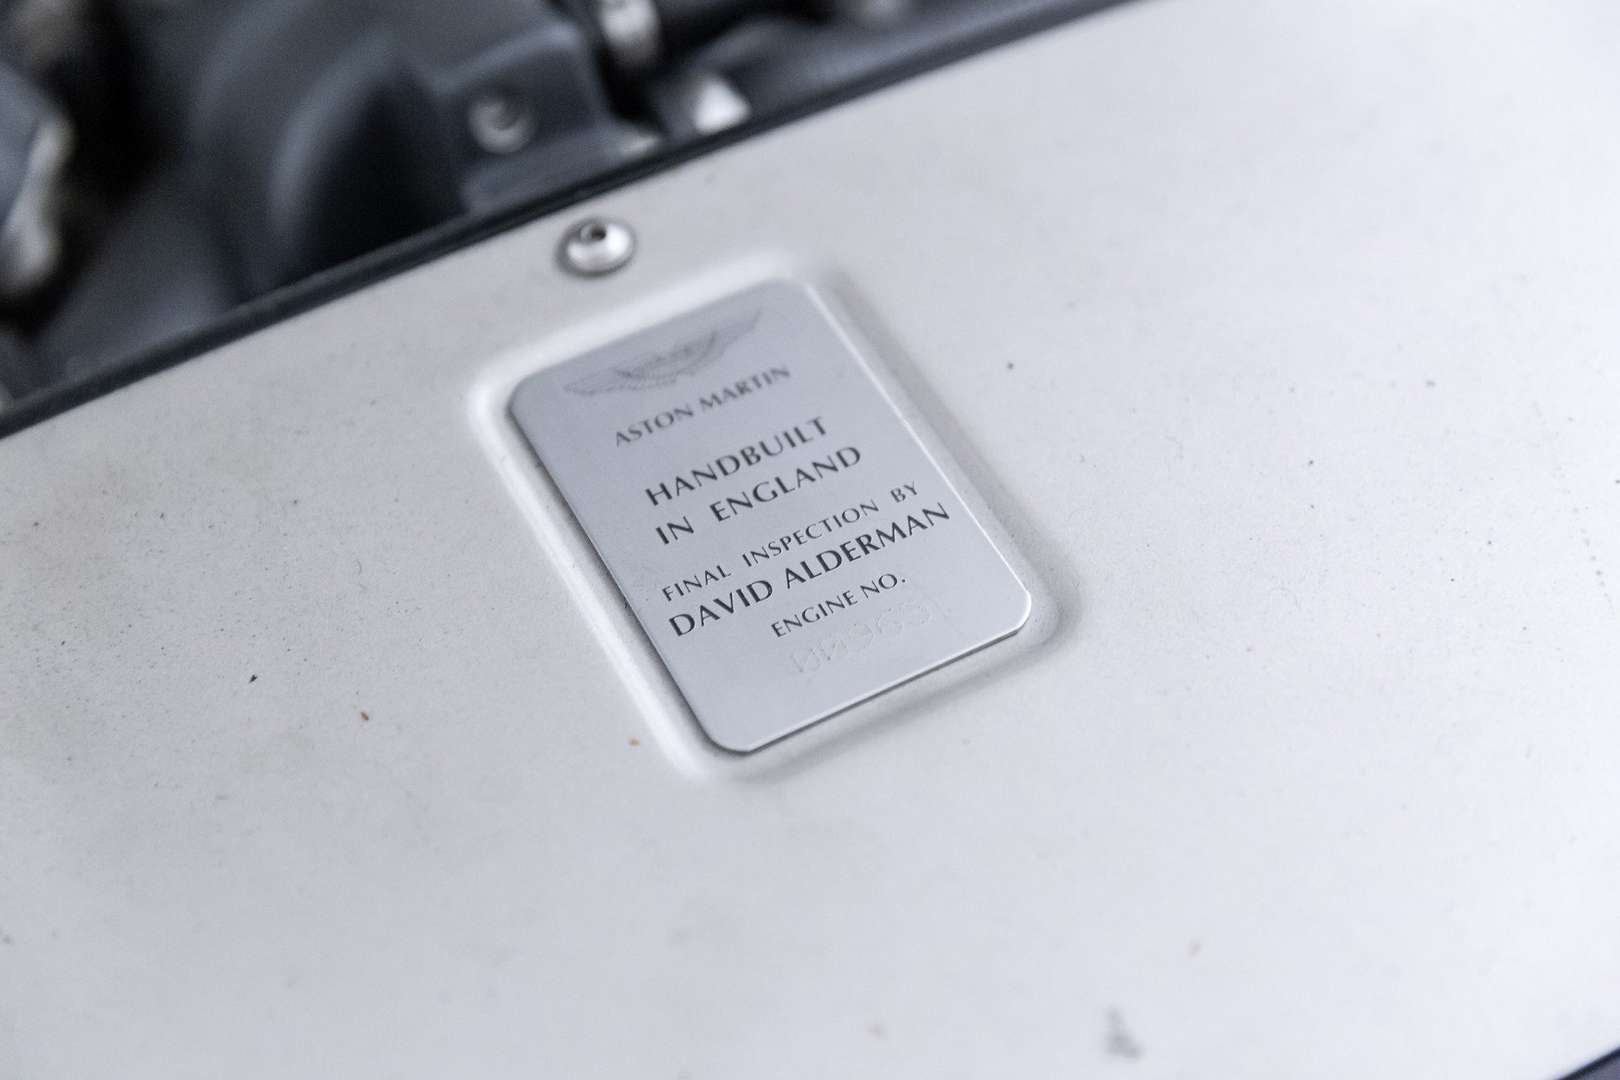 ASTON MARTIN
HANDBUILT
IN ENGLAND
FINAL INSPECTION BY
DAVID ALDERMAN
ENGINE NO.